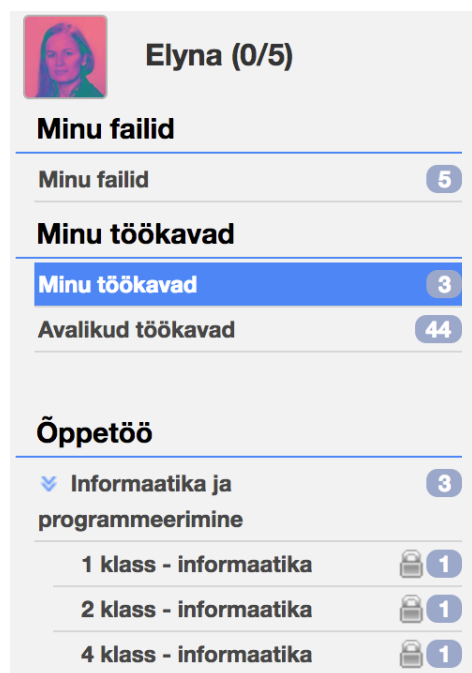 Elyna (0/5)
Minu failid
Minu failid 5
Minu töökavad
Minu töökavad 3
Avalikud töökavad 44
Õppetöö
Informaatika ja 3
programmeerimine
1 klass - informaatika 1
2 klass - informaatika 1
4 klass - informaatika 1